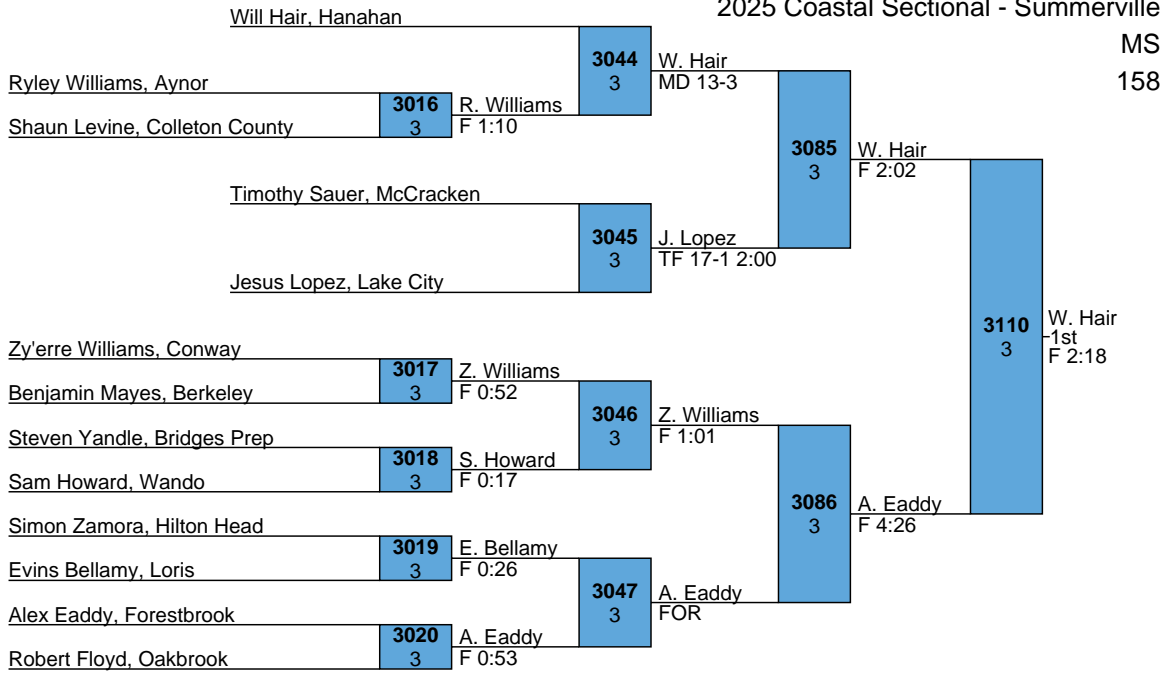 2025 Coastal Sectional - Summerville
MS
158
Will Hair, Hanahan
3044
3
W. Hair
MD 13-3
Ryley Williams, Aynor
3016
3
R. Williams
F 1:10
Shaun Levine, Colleton County
3085
3
W. Hair
F 2:02
Timothy Sauer, McCracken
3045
3
J. Lopez
TF 17-1 2:00
Jesus Lopez, Lake City
3110
3
W. Hair
1st
F 2:18
Zy'erre Williams, Conway
3017
3
Z. Williams
F 0:52
Benjamin Mayes, Berkeley
3046
3
Z. Williams
F 1:01
Steven Yandle, Bridges Prep
3018
3
S. Howard
F 0:17
Sam Howard, Wando
3086
3
A. Eaddy
F 4:26
Simon Zamora, Hilton Head
3019
3
E. Bellamy
F 0:26
Evins Bellamy, Loris
3047
3
A. Eaddy
FOR
Alex Eaddy, Forestbrook
3020
3
A. Eaddy
F 0:53
Robert Floyd, Oakbrook